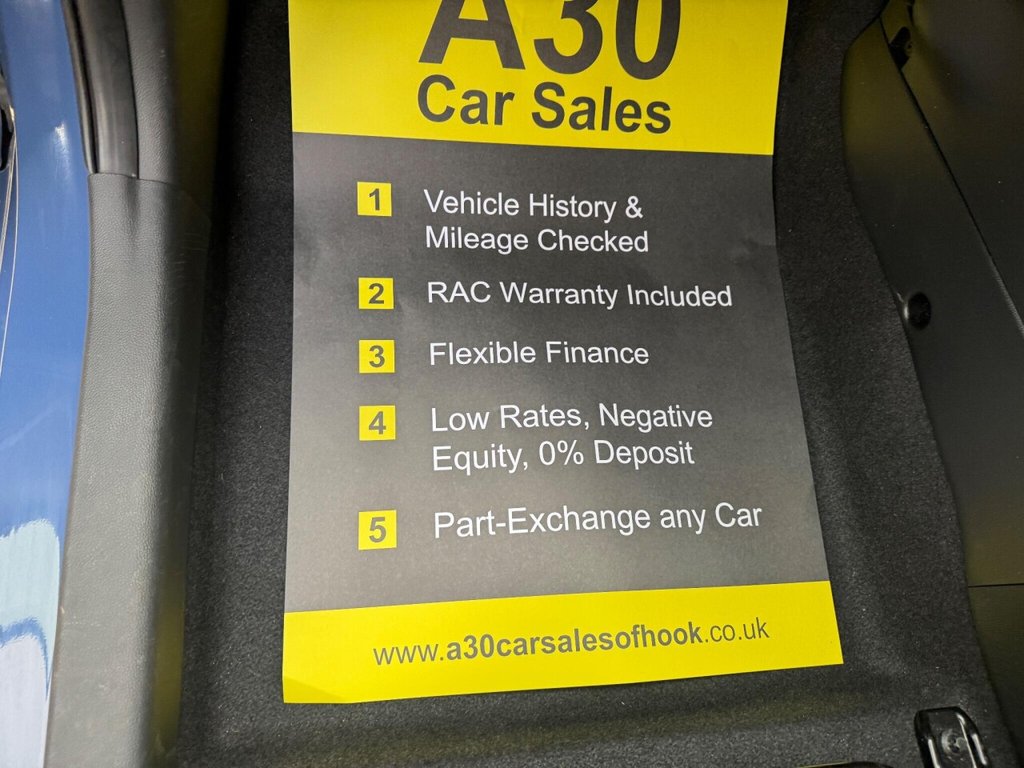 A30
Car Sales
1 Vehicle History &
Mileage Checked
2 RAC Warranty Included
3 Flexible Finance
4 Low Rates, Negative
Equity, 0% Deposit
5 Part-Exchange any Car
www.a30carsalesofhook.co.uk